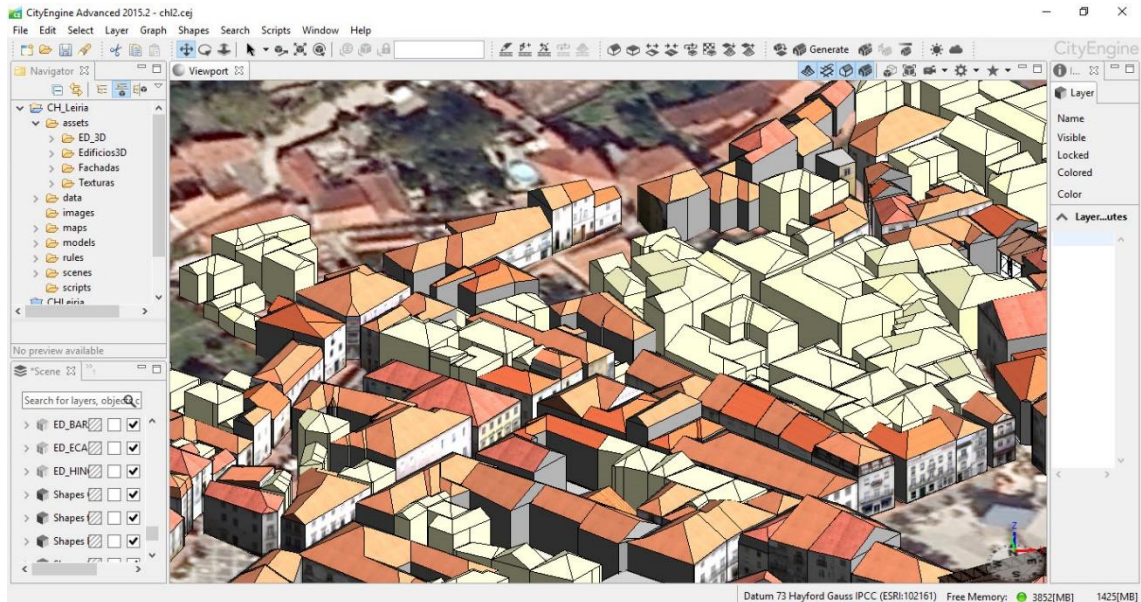 CityEngine Advanced 2015.2 - chl2.cej
File Edit Select Layer Graph Shapes Search Scripts Window Help
Generate
CityEngine
Navigator
CH_Leiria
assets
ED_3D
Edificios3D
Fachadas
Texturas
data
images
maps
models
rules
scenes
scripts
CHLeiria
No preview available
*Scene
Search for layers, objec
ED_BAR
ED_ECA
ED_HIN
Shapes
Shapes
Shapes
Viewport
Z
I...
Layer
Name
Visible
Locked
Colored
Color
Layer...utes
Datum 73 Hayford Gauss IPCC (ESRI:102161) Free Memory: 3852[MB] 1425[MB]